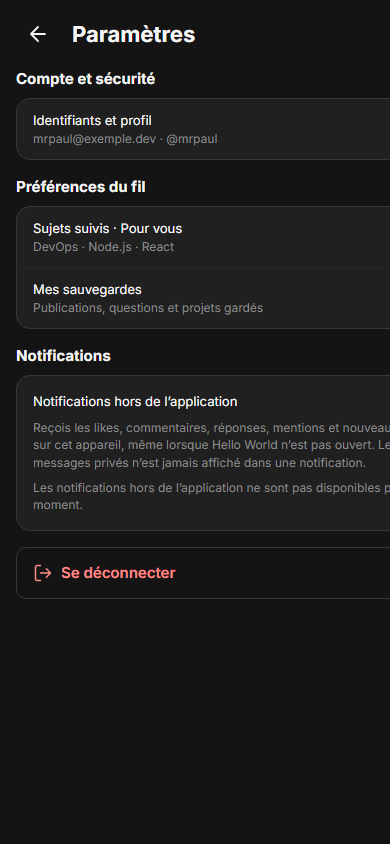 Paramètres
Compte et sécurité
Identifiants et profil
mrpaul@exemple.dev · @mrpaul
Préférences du fil
Sujets suivis · Pour vous
DevOps · Node.js · React
Mes sauvegardes
Publications, questions et projets gardés
Notifications
Notifications hors de l’application
Reçois les likes, commentaires, réponses, mentions et
sur cet appareil, même lorsque Hello World n’est pas ouvert.
messages privés n’est jamais affiché dans une notification.
Les notifications hors de l’application ne sont pas disponibles
moment.
Se déconnecter